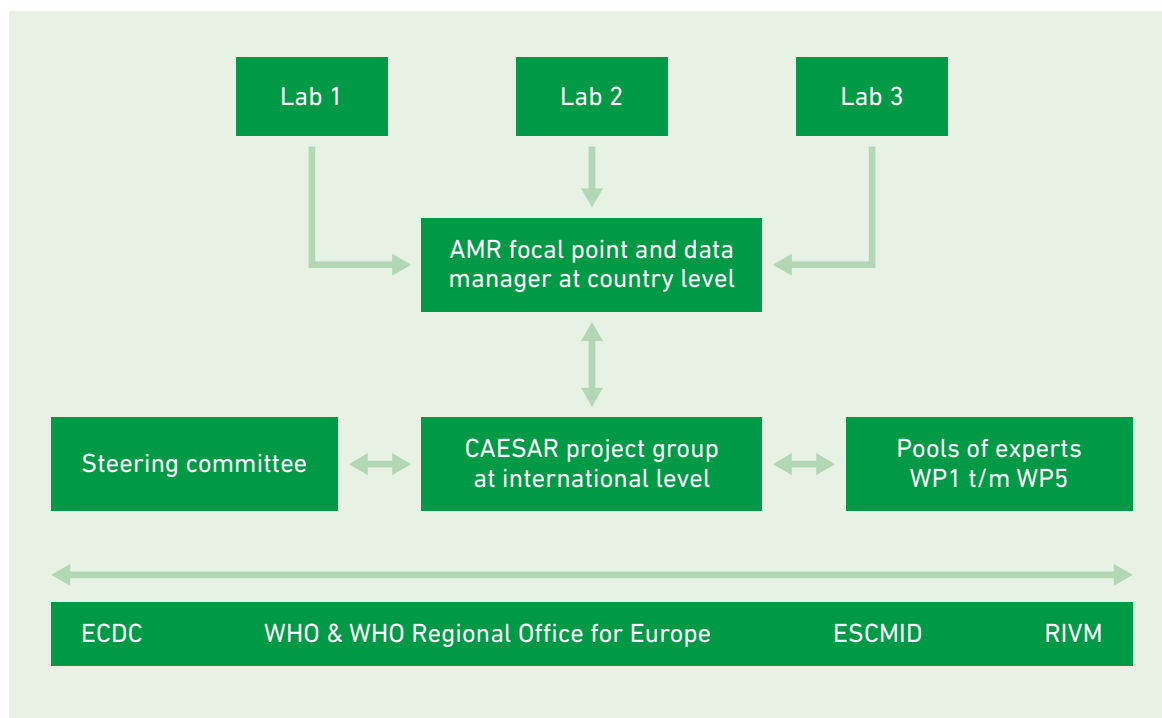 Lab 1
Lab 2
Lab 3
AMR focal point and data
manager at country level
Steering committee
CAESAR project group
at international level
Pools of experts
WP1 t/m WP5
ECDC
WHO & WHO Regional Office for Europe
ESCMID
RIVM